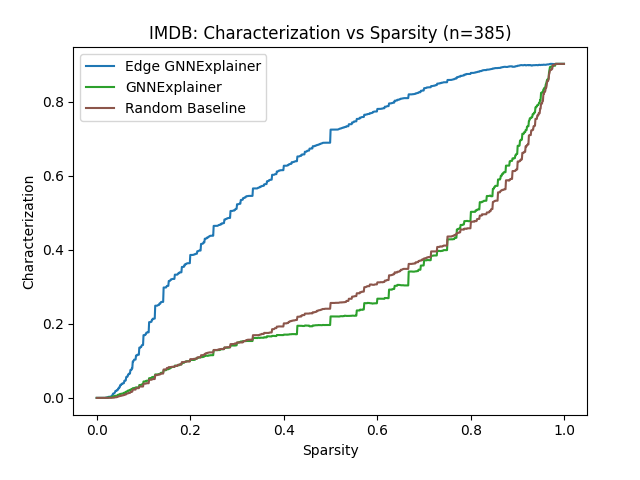 IMDB: Characterization vs Sparsity (n=385)
Edge GNNExplainer
GNNExplainer
Random Baseline
Characterization
0.8
0.6
0.4
0.2
0.0
0.0 0.2 0.4 0.6 0.8 1.0
Sparsity